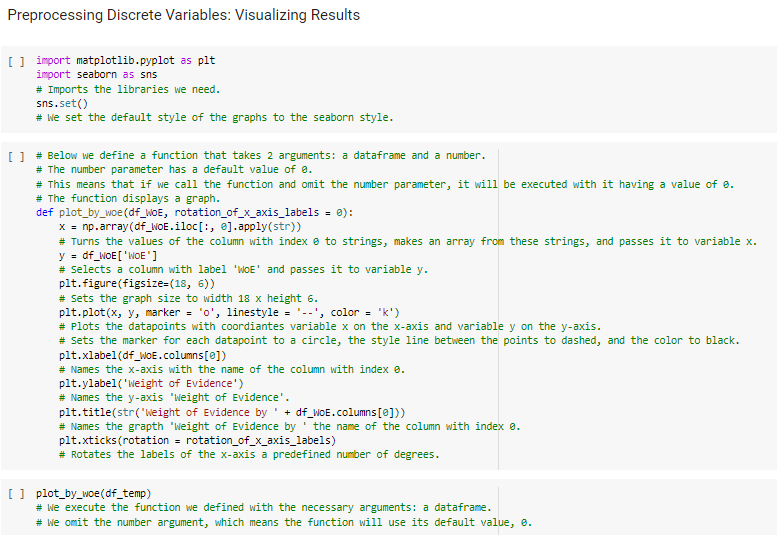 Preprocessing Discrete Variables: Visualizing Results
[ ] import matplotlib.pyplot as plt
import seaborn as sns
# Imports the libraries we need.
sns.set()
# We set the default style of the graphs to the seaborn style.
[ ] # Below we define a function that takes 2 arguments: a dataframe and a number.
# The number parameter has a default value of 0.
# This means that if we call the function and omit the number parameter, it will be executed with it having a value of 0.
# The function displays a graph.
def plot_by_woe(df_WoE, rotation_of_x_axis_labels = 0):
x = np.array(df_WoE.iloc[:, 0].apply(str))
# Turns the values of the column with index 0 to strings, makes an array from these strings, and passes it to variable x.
y = df_WoE['WoE']
# Selects a column with label 'WoE' and passes it to variable y.
plt.figure(figsize=(18, 6))
# Sets the graph size to width 18 x height 6.
plt.plot(x, y, marker = 'o', linestyle = '--', color = 'k')
# Plots the datapoints with coordiantes variable x on the x-axis and variable y on the y-axis.
# Sets the marker for each datapoint to a circle, the style line between the points to dashed, and the color to black.
plt.xlabel(df_WoE.columns[0])
# Names the x-axis with the name of the column with index 0.
plt.ylabel('Weight of Evidence')
# Names the y-axis 'Weight of Evidence'.
plt.title(str('Weight of Evidence by ' + df_WoE.columns[0]))
# Names the grapth 'Weight of Evidence by ' the name of the column with index 0.
plt.xticks(rotation = rotation_of_x_axis_labels)
# Rotates the labels of the x-axis a predefined number of degrees.
[ ] plot_by_woe(df_temp)
# We execute the function we defined with the necessary arguments: a dataframe.
# We omit the number argument, which means the function will use its default value, 0.